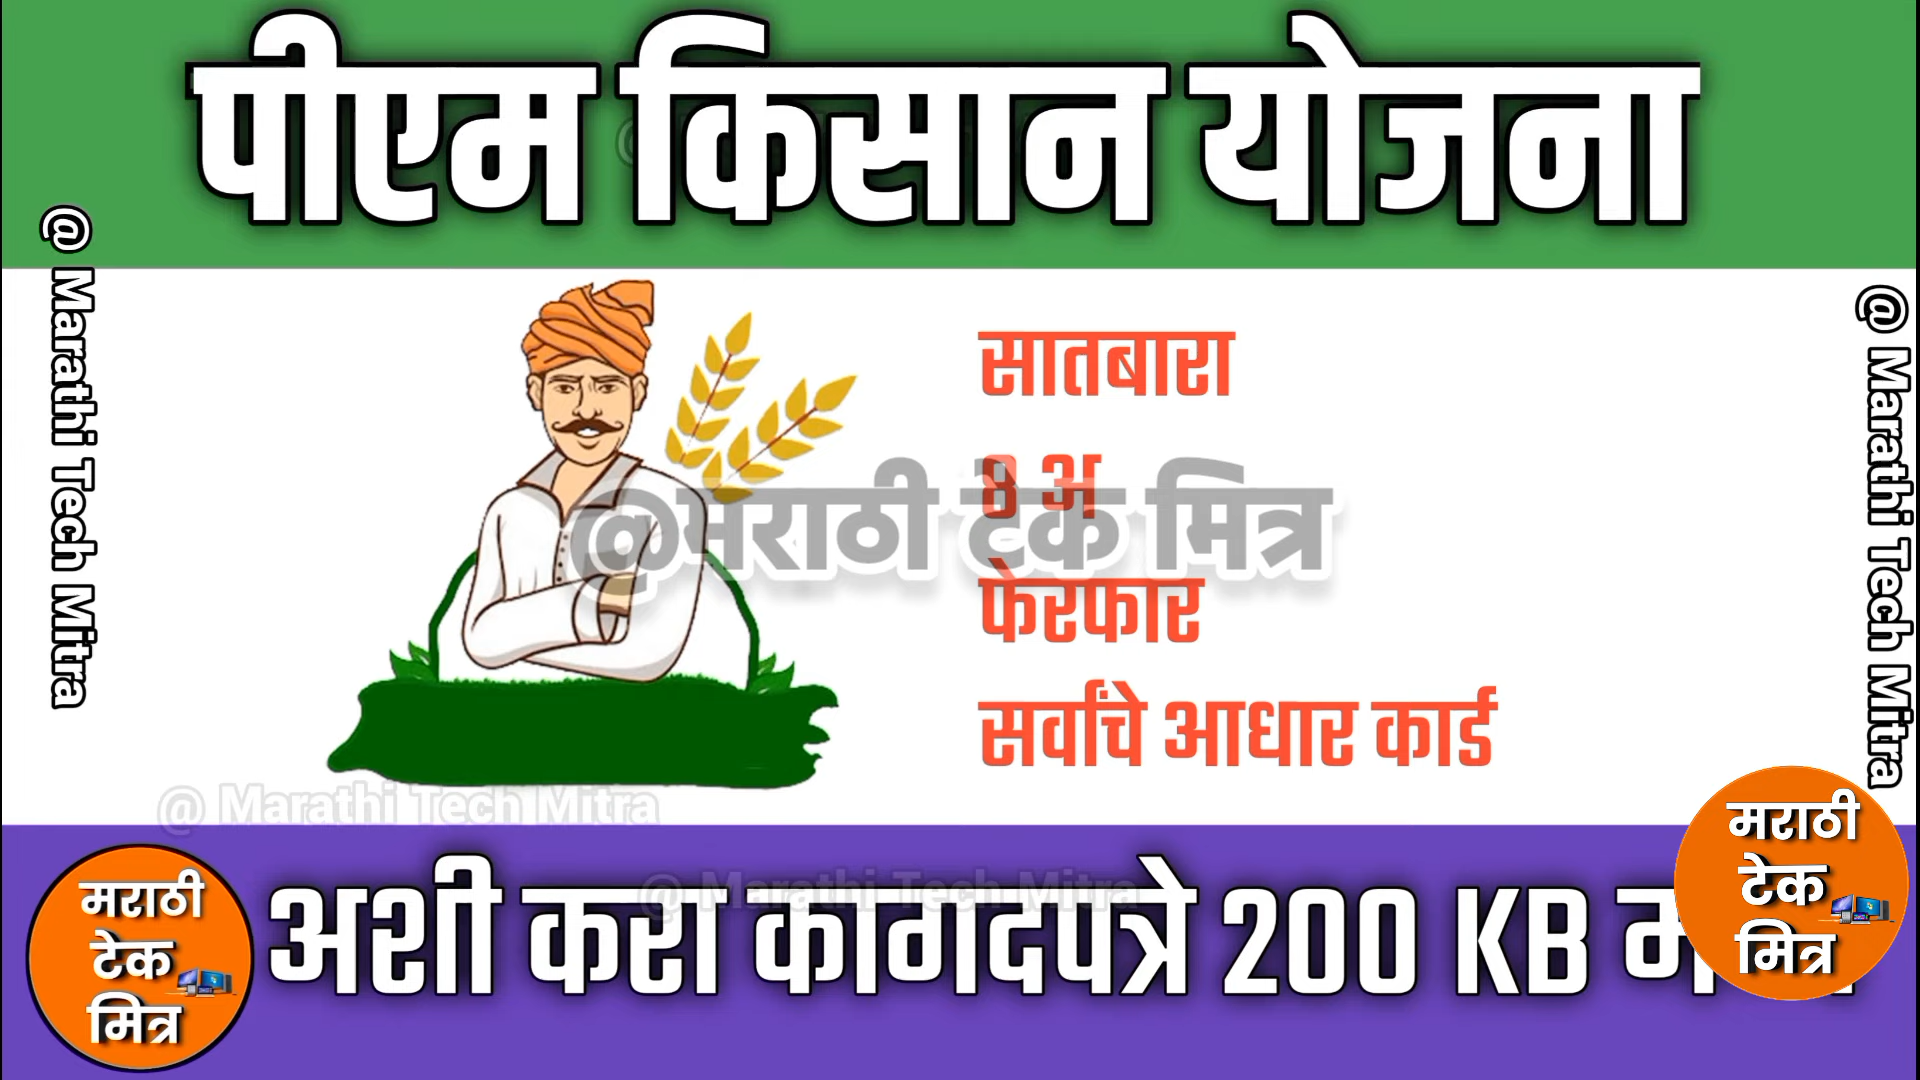 पीएम किसान योजना
@ Marathi Tech Mitra
@ Marathi Tech Mitra
सातबारा
8 अ
@मराठी टेक मित्र
फेरफार
सर्वांचे आधार कार्ड
@ Marathi Tech Mitra
@ Marathi Tech Mitra
मराठी
टेक
मित्र
अशी करा कागदपत्रे 200 KB
मराठी
टेक
मित्र